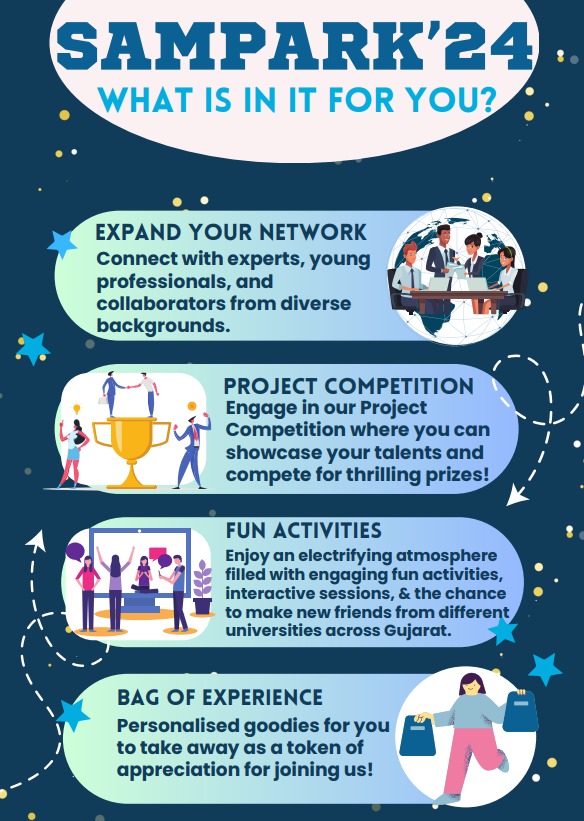 SAMPARK'24
WHAT IS IN IT FOR YOU?
EXPAND YOUR NETWORK
Connect with experts, young
professionals, and
collaborators from diverse
backgrounds.
PROJECT COMPETITION
Engage in our Project
Competition where you can
showcase your talents and
compete for thrilling prizes!
FUN ACTIVITIES
Enjoy an electrifying atmosphere
filled with engaging fun activities,
interactive sessions, & the chance
to make new friends from different
universities across Gujarat.
BAG OF EXPERIENCE
Personalised goodies for you
to take away as a token of
appreciation for joining us!